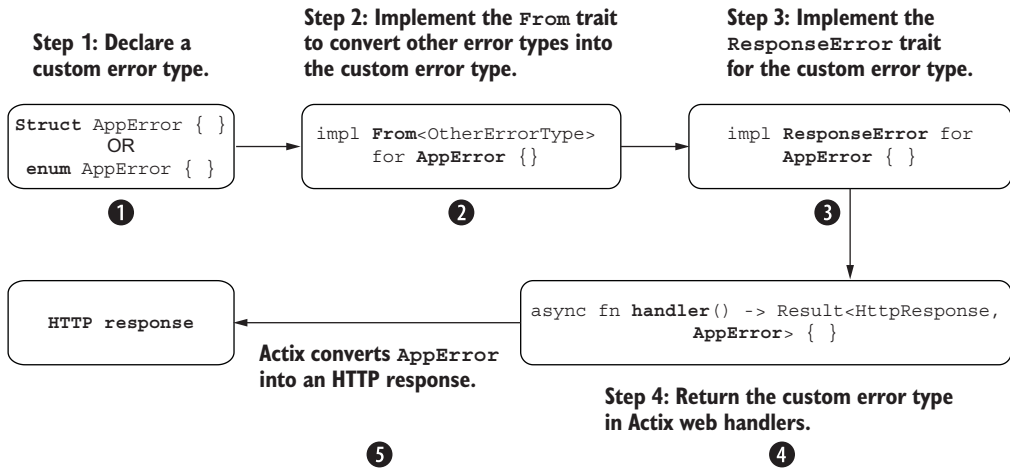 Step 1: Declare a
custom error type.
Step 2: Implement the From trait
to convert other error types into
the custom error type.
Step 3: Implement the
ResponseError trait
for the custom error type.
Struct AppError { }
OR
enum AppError { }
impl From<OtherErrorType>
for AppError {}
impl ResponseError for
AppError { }
1
2
3
HTTP response
async fn handler() -> Result<HttpResponse,
AppError> { }
Actix converts AppError
into an HTTP response.
Step 4: Return the custom error type
in Actix web handlers.
5
4